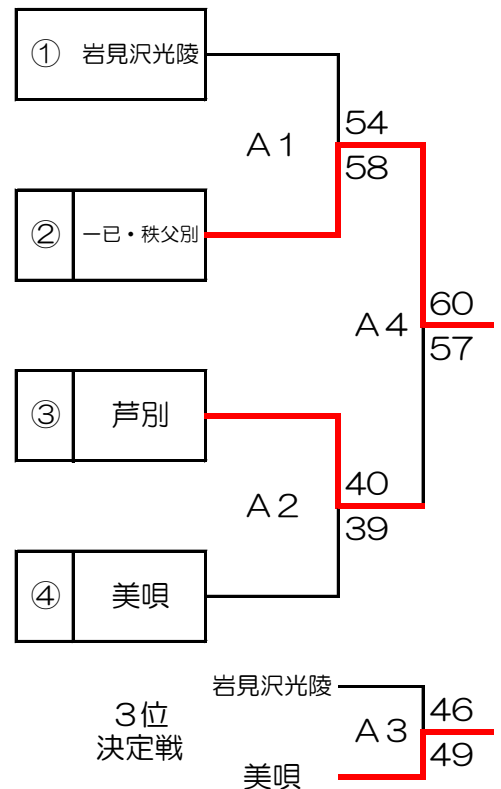 ① 岩見沢光陵
A1
54
58
② 一已・秩父別
A4
60
57
③ 芦別
A2
40
39
④ 美唄
岩見沢光陵
3位
決定戦
A3
46
49
美唄